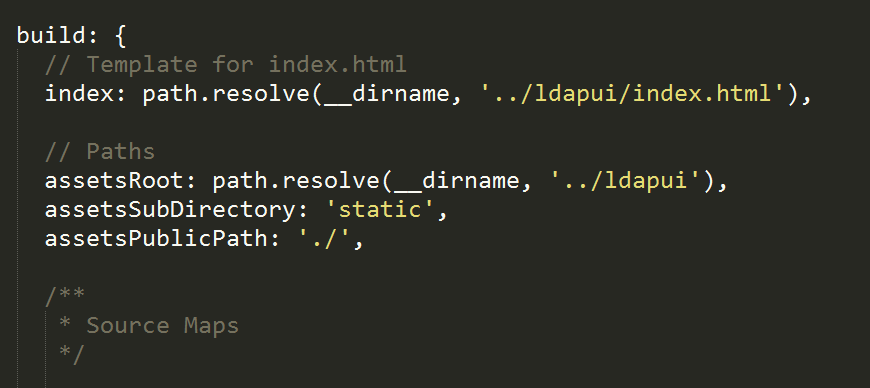 build: {
// Template for index.html
index: path.resolve(__dirname, '../ldapui/index.html'),
// Paths
assetsRoot: path.resolve(__dirname, '../ldapui'),
assetsSubDirectory: 'static',
assetsPublicPath: './',
/**
* Source Maps
*/